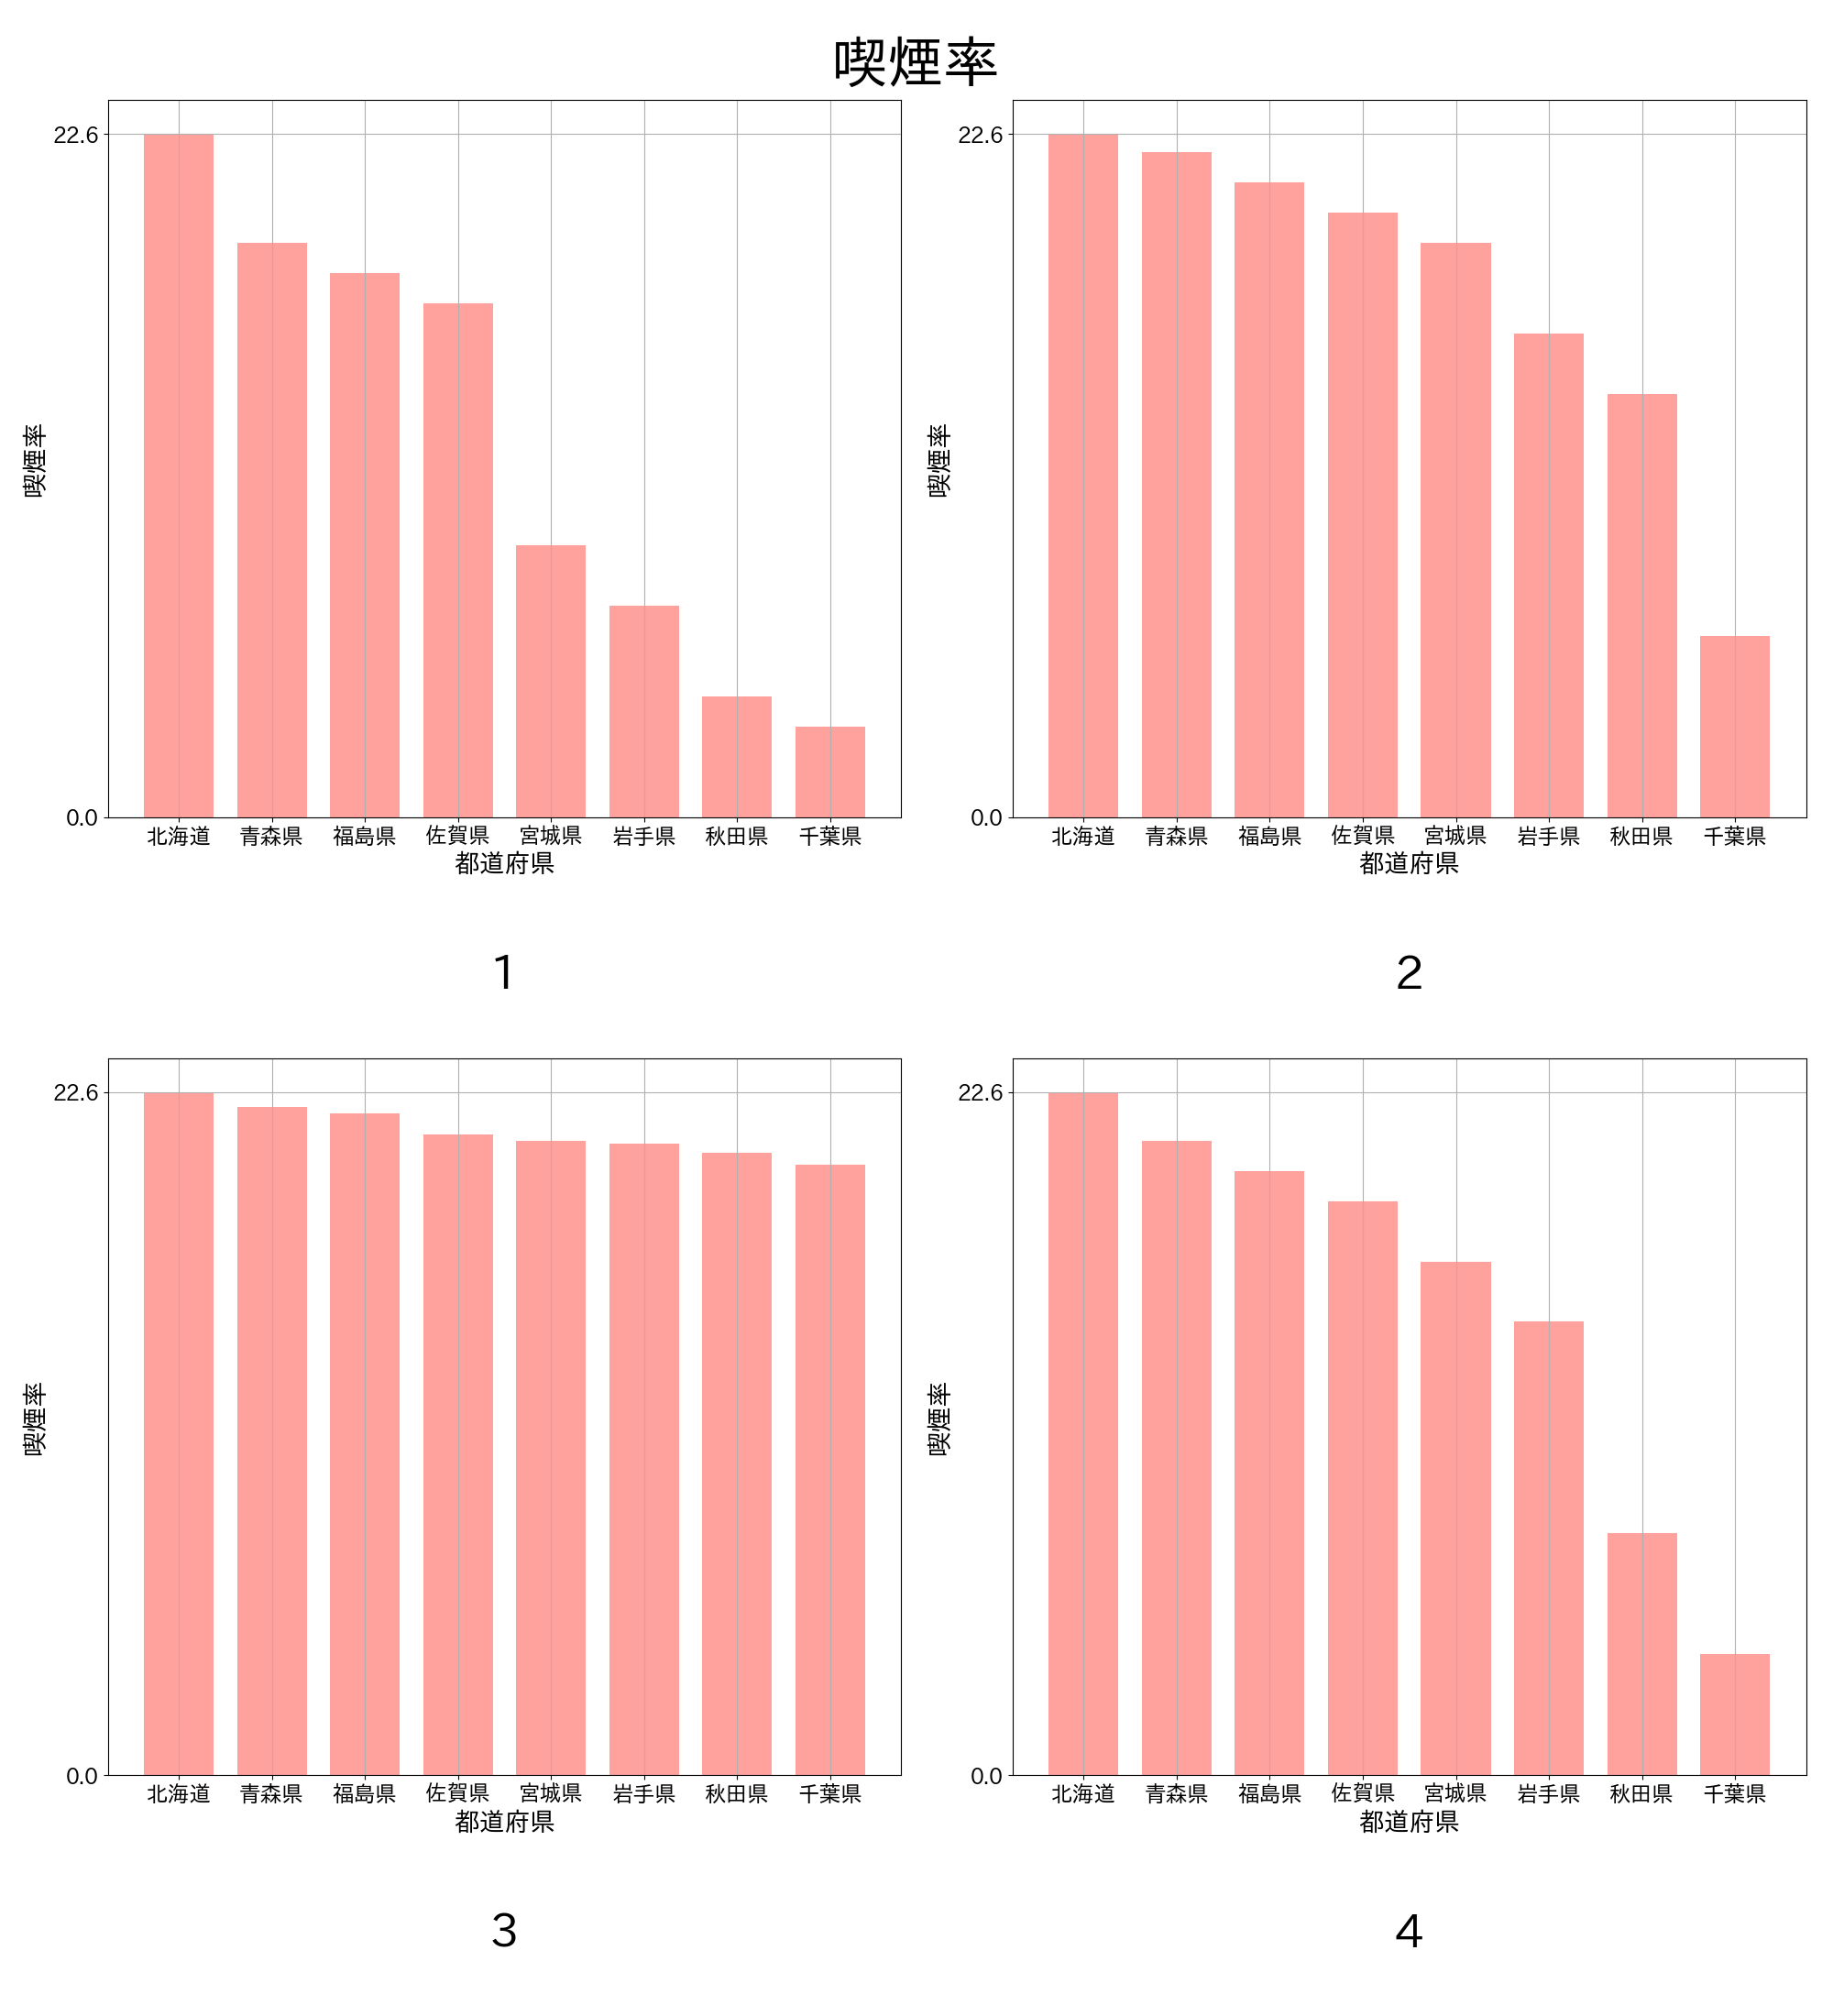 喫煙率
22.6
喫煙率
0.0
北海道 青森県 福島県 佐賀県 宮城県 岩手県 秋田県 千葉県
都道府県
1
22.6
喫煙率
0.0
北海道 青森県 福島県 佐賀県 宮城県 岩手県 秋田県 千葉県
都道府県
2
22.6
喫煙率
0.0
北海道 青森県 福島県 佐賀県 宮城県 岩手県 秋田県 千葉県
都道府県
3
22.6
喫煙率
0.0
北海道 青森県 福島県 佐賀県 宮城県 岩手県 秋田県 千葉県
都道府県
4